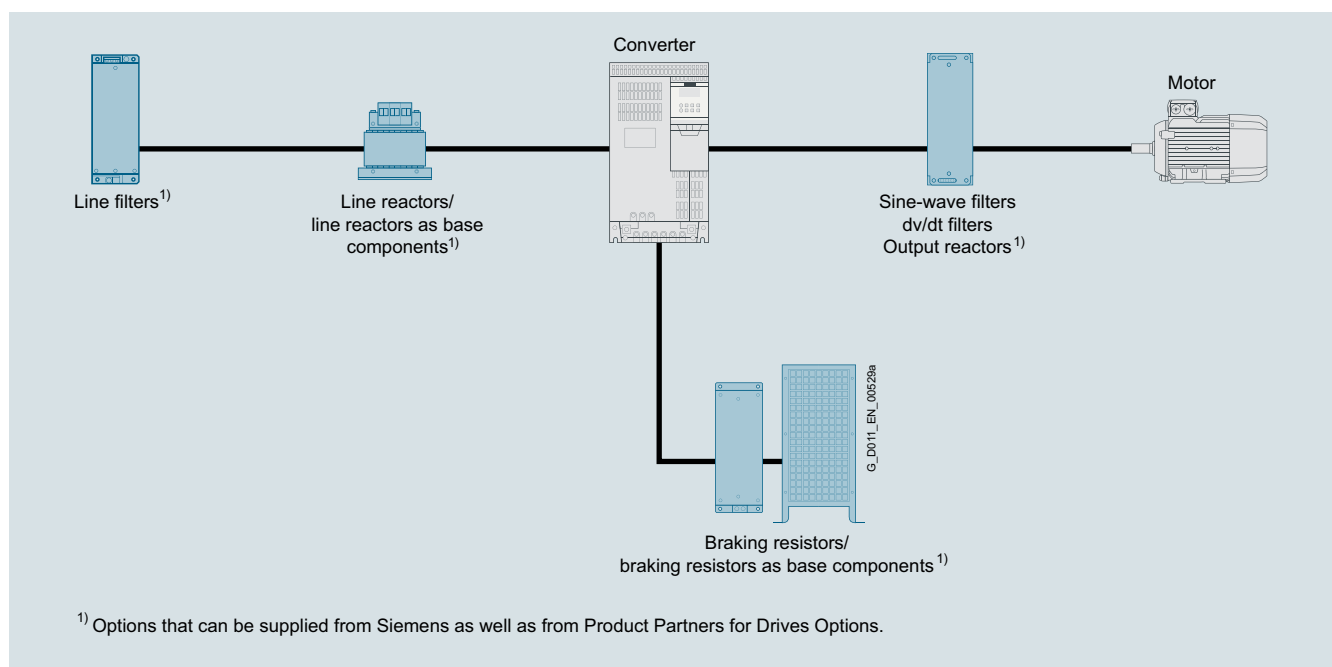 Converter
Motor
Line filters1)
Line reactors/
line reactors as base
components1)
Sine-wave filters
dv/dt filters
Output reactors1)
G_D011_EN_00529a
Braking resistors/
braking resistors as base components1)
1) Options that can be supplied from Siemens as well as from Product Partners for Drives Options.